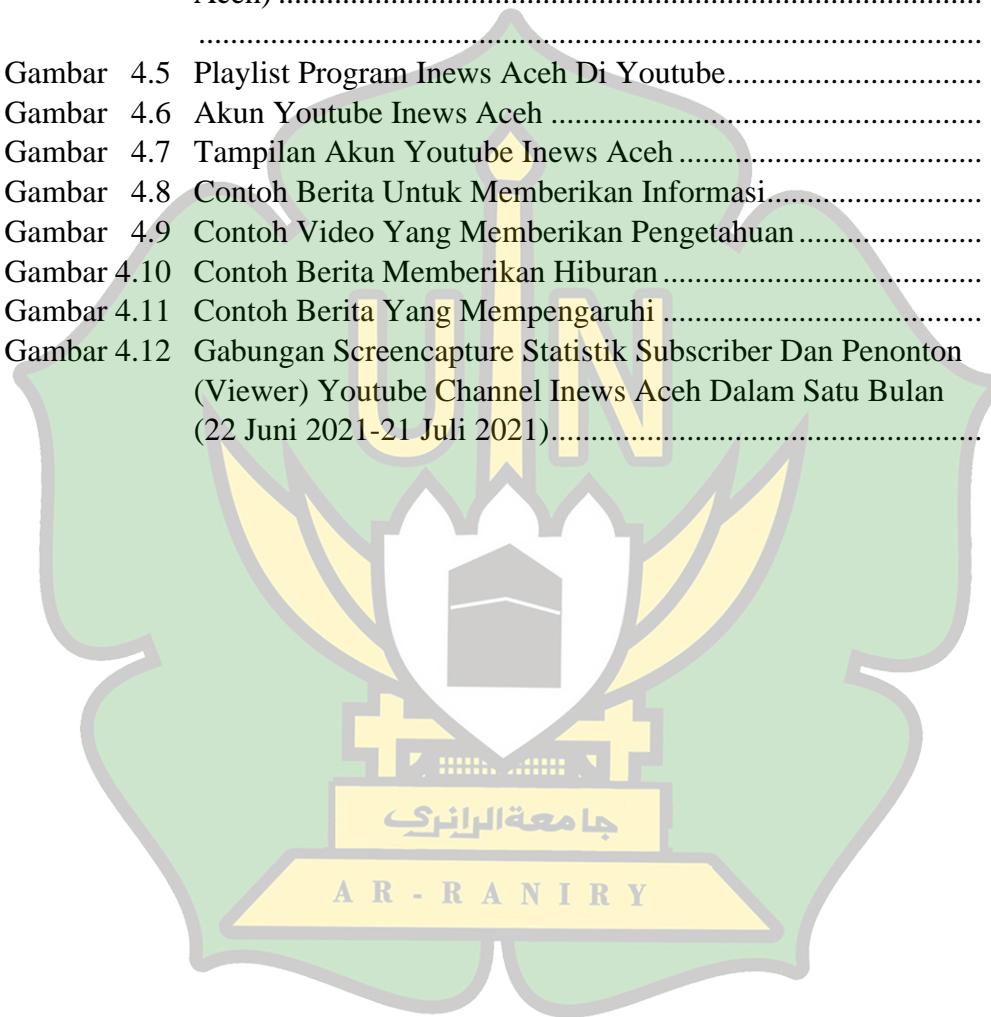 Aceh) ........................................................................................
..................................................................................................
Gambar 4.5 Playlist Program Inews Aceh Di Youtube................................
Gambar 4.6 Akun Youtube Inews Aceh ......................................................
Gambar 4.7 Tampilan Akun Youtube Inews Aceh ......................................
Gambar 4.8 Contoh Berita Untuk Memberikan Informasi...........................
Gambar 4.9 Contoh Video Yang Memberikan Pengetahuan .......................
Gambar 4.10 Contoh Berita Memberikan Hiburan ........................................
Gambar 4.11 Contoh Berita Yang Mempengaruhi ........................................
Gambar 4.12 Gabungan Screencapture Statistik Subscriber Dan Penonton
(Viewer) Youtube Channel Inews Aceh Dalam Satu Bulan
(22 Juni 2021-21 Juli 2021)......................................................
UIN
جامعةالرانري
AR-RANIRY